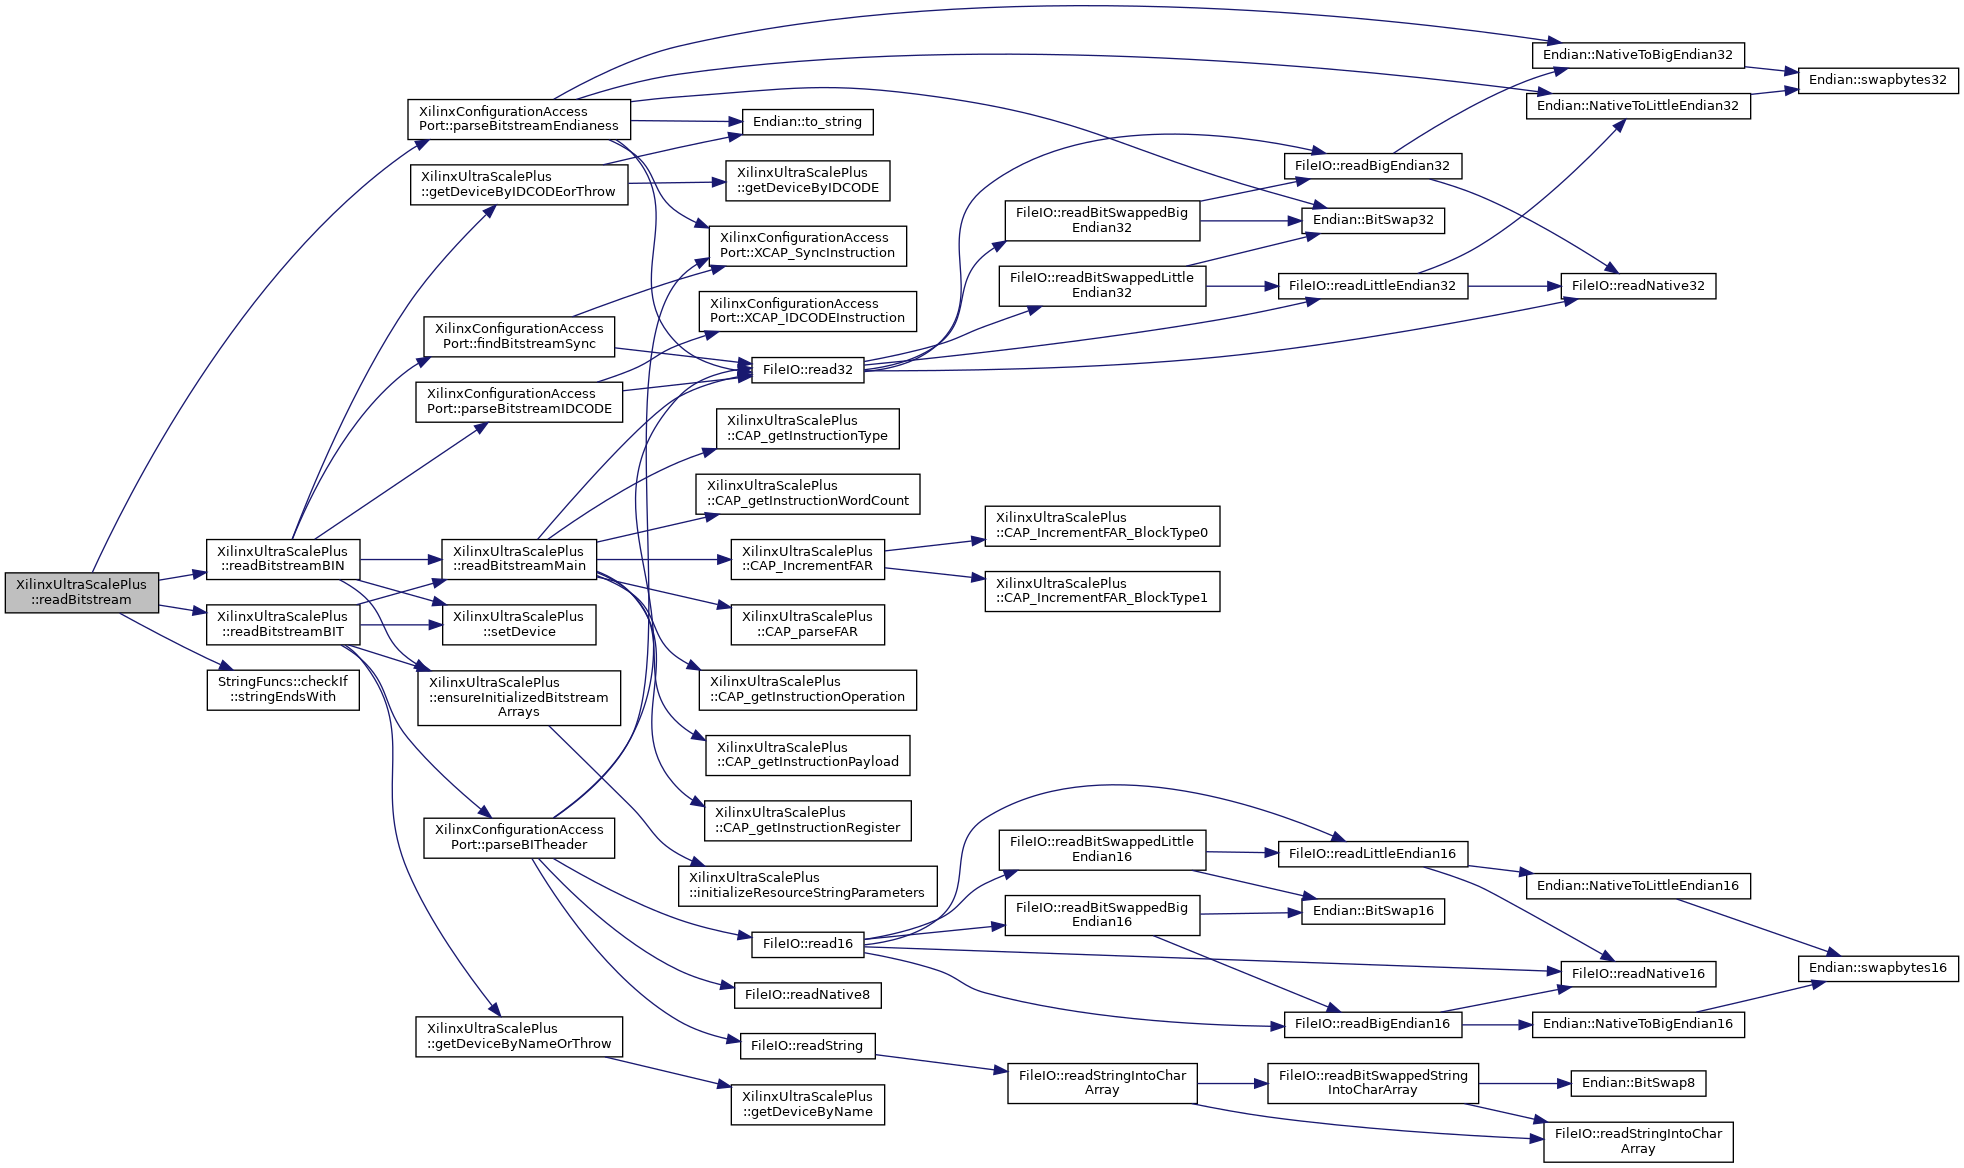 XilinxUltraScalePlus
::readBitstream
XilinxUltraScalePlus
::readBitstreamBIN
XilinxUltraScalePlus
::readBitstreamBIT
StringFuncs::checkIf
::stringEndsWith
XilinxConfigurationAccess
Port::parseBitstreamEndianess
XilinxUltraScalePlus
::getDeviceByIDCODEorThrow
XilinxConfigurationAccess
Port::findBitstreamSync
XilinxConfigurationAccess
Port::parseBitstreamIDCODE
XilinxUltraScalePlus
::readBitstreamMain
XilinxUltraScalePlus
::setDevice
XilinxUltraScalePlus
::ensureInitializedBitstream
Arrays
XilinxConfigurationAccess
Port::parseBITheader
XilinxUltraScalePlus
::getDeviceByNameOrThrow
Endian::to_string
XilinxUltraScalePlus
::getDeviceByIDCODE
XilinxConfigurationAccess
Port::XCAP_SyncInstruction
XilinxConfigurationAccess
Port::XCAP_IDCODEInstruction
FileIO::read32
XilinxUltraScalePlus
::CAP_getInstructionType
XilinxUltraScalePlus
::CAP_getInstructionWordCount
XilinxUltraScalePlus
::CAP_IncrementFAR
XilinxUltraScalePlus
::CAP_parseFAR
XilinxUltraScalePlus
::CAP_getInstructionOperation
XilinxUltraScalePlus
::CAP_getInstructionPayload
XilinxUltraScalePlus
::CAP_getInstructionRegister
XilinxUltraScalePlus
::initializeResourceStringParameters
FileIO::read16
FileIO::readNative8
FileIO::readString
XilinxUltraScalePlus
::getDeviceByName
FileIO::readBitSwappedBig
Endian32
FileIO::readBitSwappedLittle
Endian32
XilinxUltraScalePlus
::CAP_IncrementFAR_BlockType0
XilinxUltraScalePlus
::CAP_IncrementFAR_BlockType1
FileIO::readBitSwappedLittle
Endian16
FileIO::readBitSwappedBig
Endian16
FileIO::readStringIntoChar
Array
FileIO::readBigEndian32
Endian::BitSwap32
FileIO::readLittleEndian32
FileIO::readLittleEndian16
Endian::BitSwap16
FileIO::readBigEndian16
FileIO::readBitSwappedString
IntoCharArray
Endian::NativeToBigEndian32
Endian::NativeToLittleEndian32
FileIO::readNative32
Endian::NativeToLittleEndian16
FileIO::readNative16
Endian::NativeToBigEndian16
Endian::BitSwap8
FileIO::readStringIntoChar
Array
Endian::swapbytes32
Endian::swapbytes16